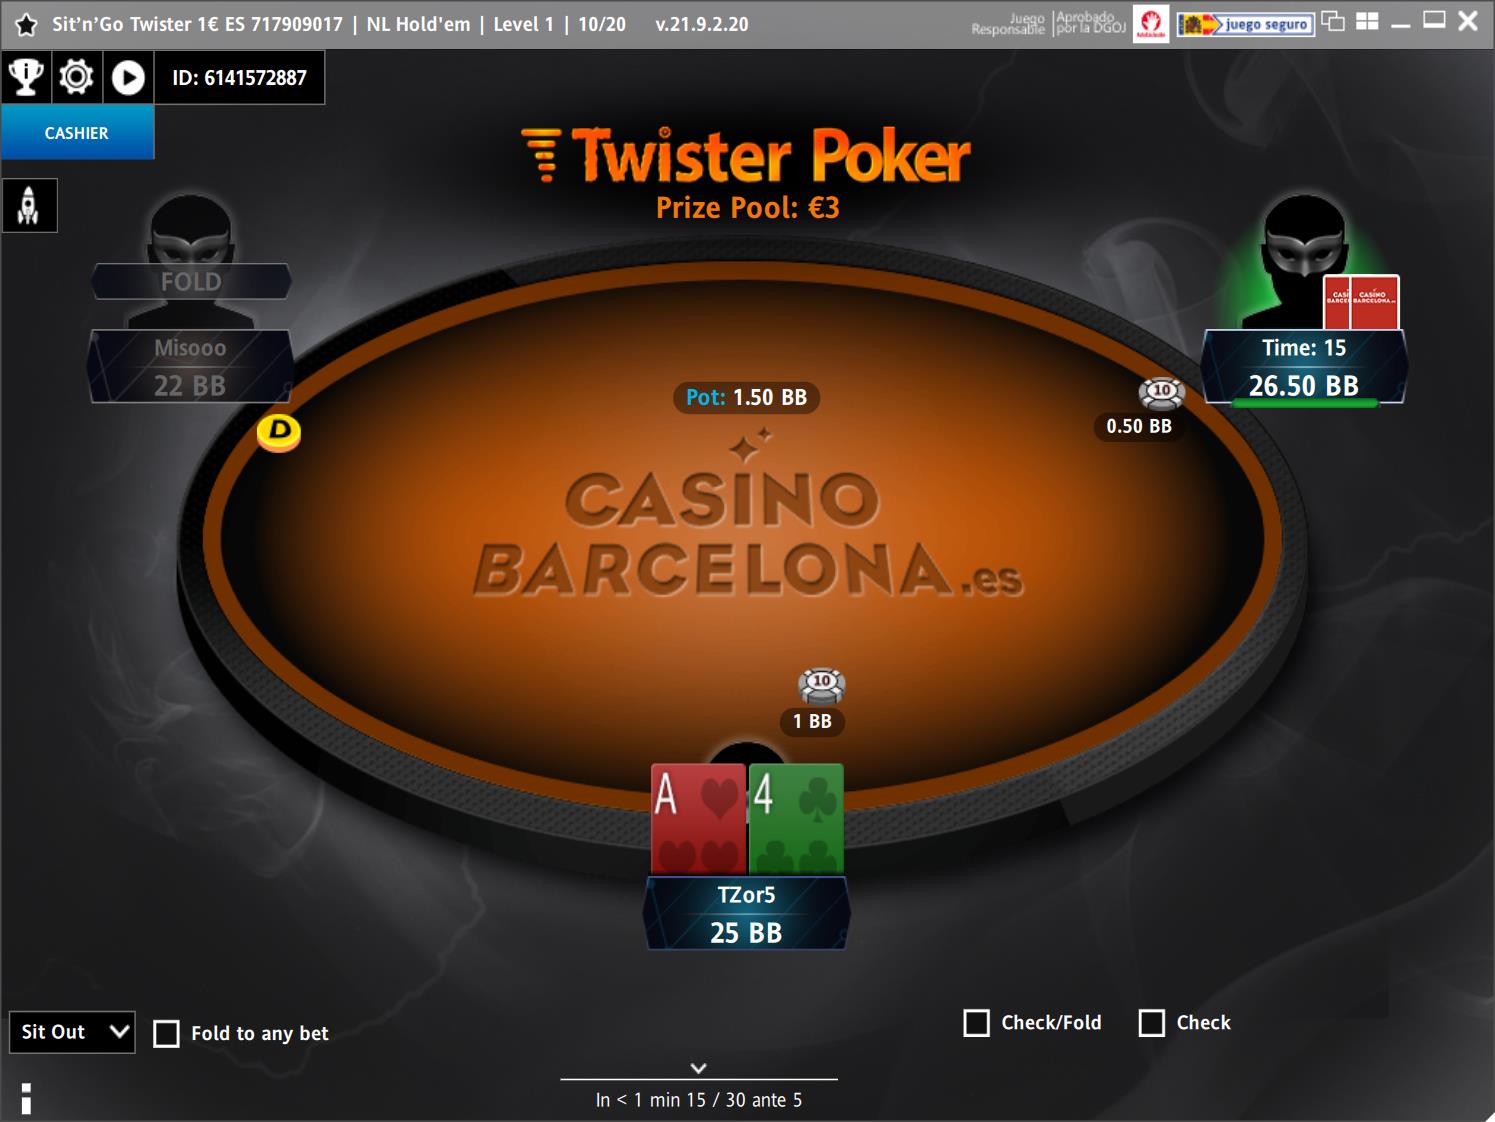 Sit'n'Go Twister 1€ ES 717909017 | NL Hold'em | Level 1 | 10/20 v.21.9.2.20
Juego Responsable
Aprobado por la DGOJ
juego seguro
ID: 6141572887
CASHIER
Twister Poker
Prize Pool: €3
FOLD
Misooo
22 BB
D
CASINO BARCELONA.es
Time: 15
26.50 BB
10
0.50 BB
Pot: 1.50 BB
CASINO
BARCELONA.es
10
1 BB
A 4
TZor5
25 BB
Sit Out
Fold to any bet
Check/Fold
Check
In < 1 min 15 / 30 ante 5